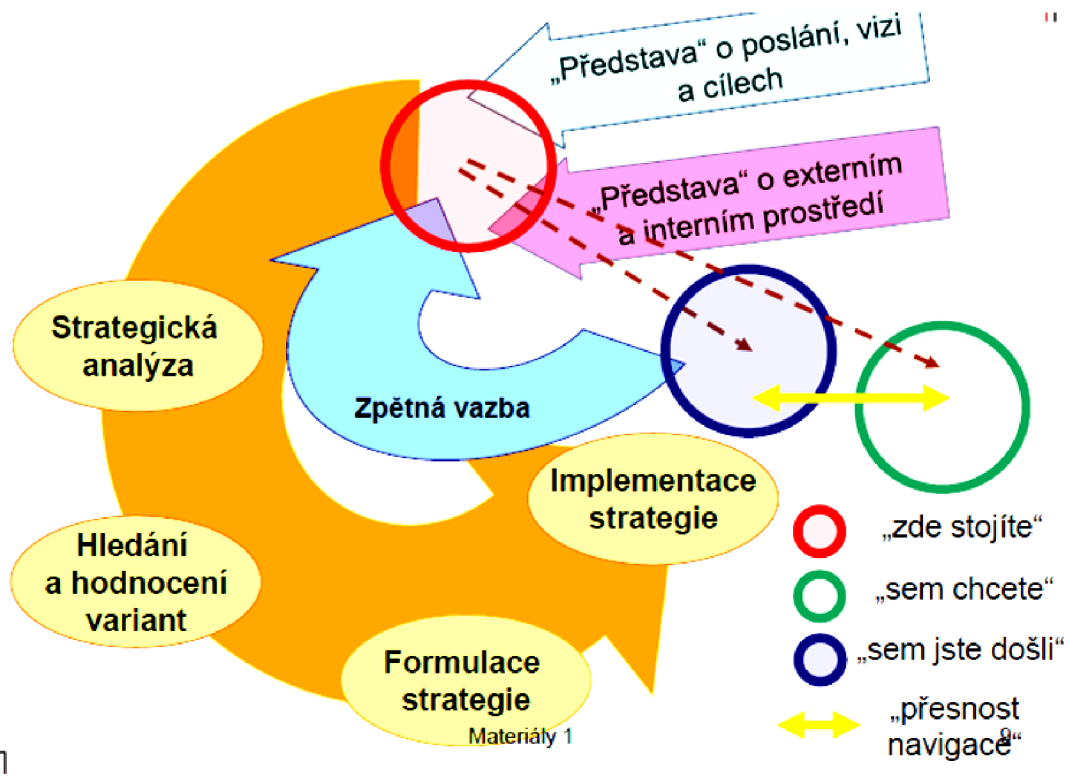 „Představa“ o poslání, vizi
a cílech
„Představa“ o externím
a interním prostředí
Strategická
analýza
Zpětná vazba
Implementace
strategie
Hledání
a hodnocení
variant
Formulace
strategie
„zde stojíte“
„sem chcete“
„sem jste došli“
„přesnost
navigace“
Materiály 1
9